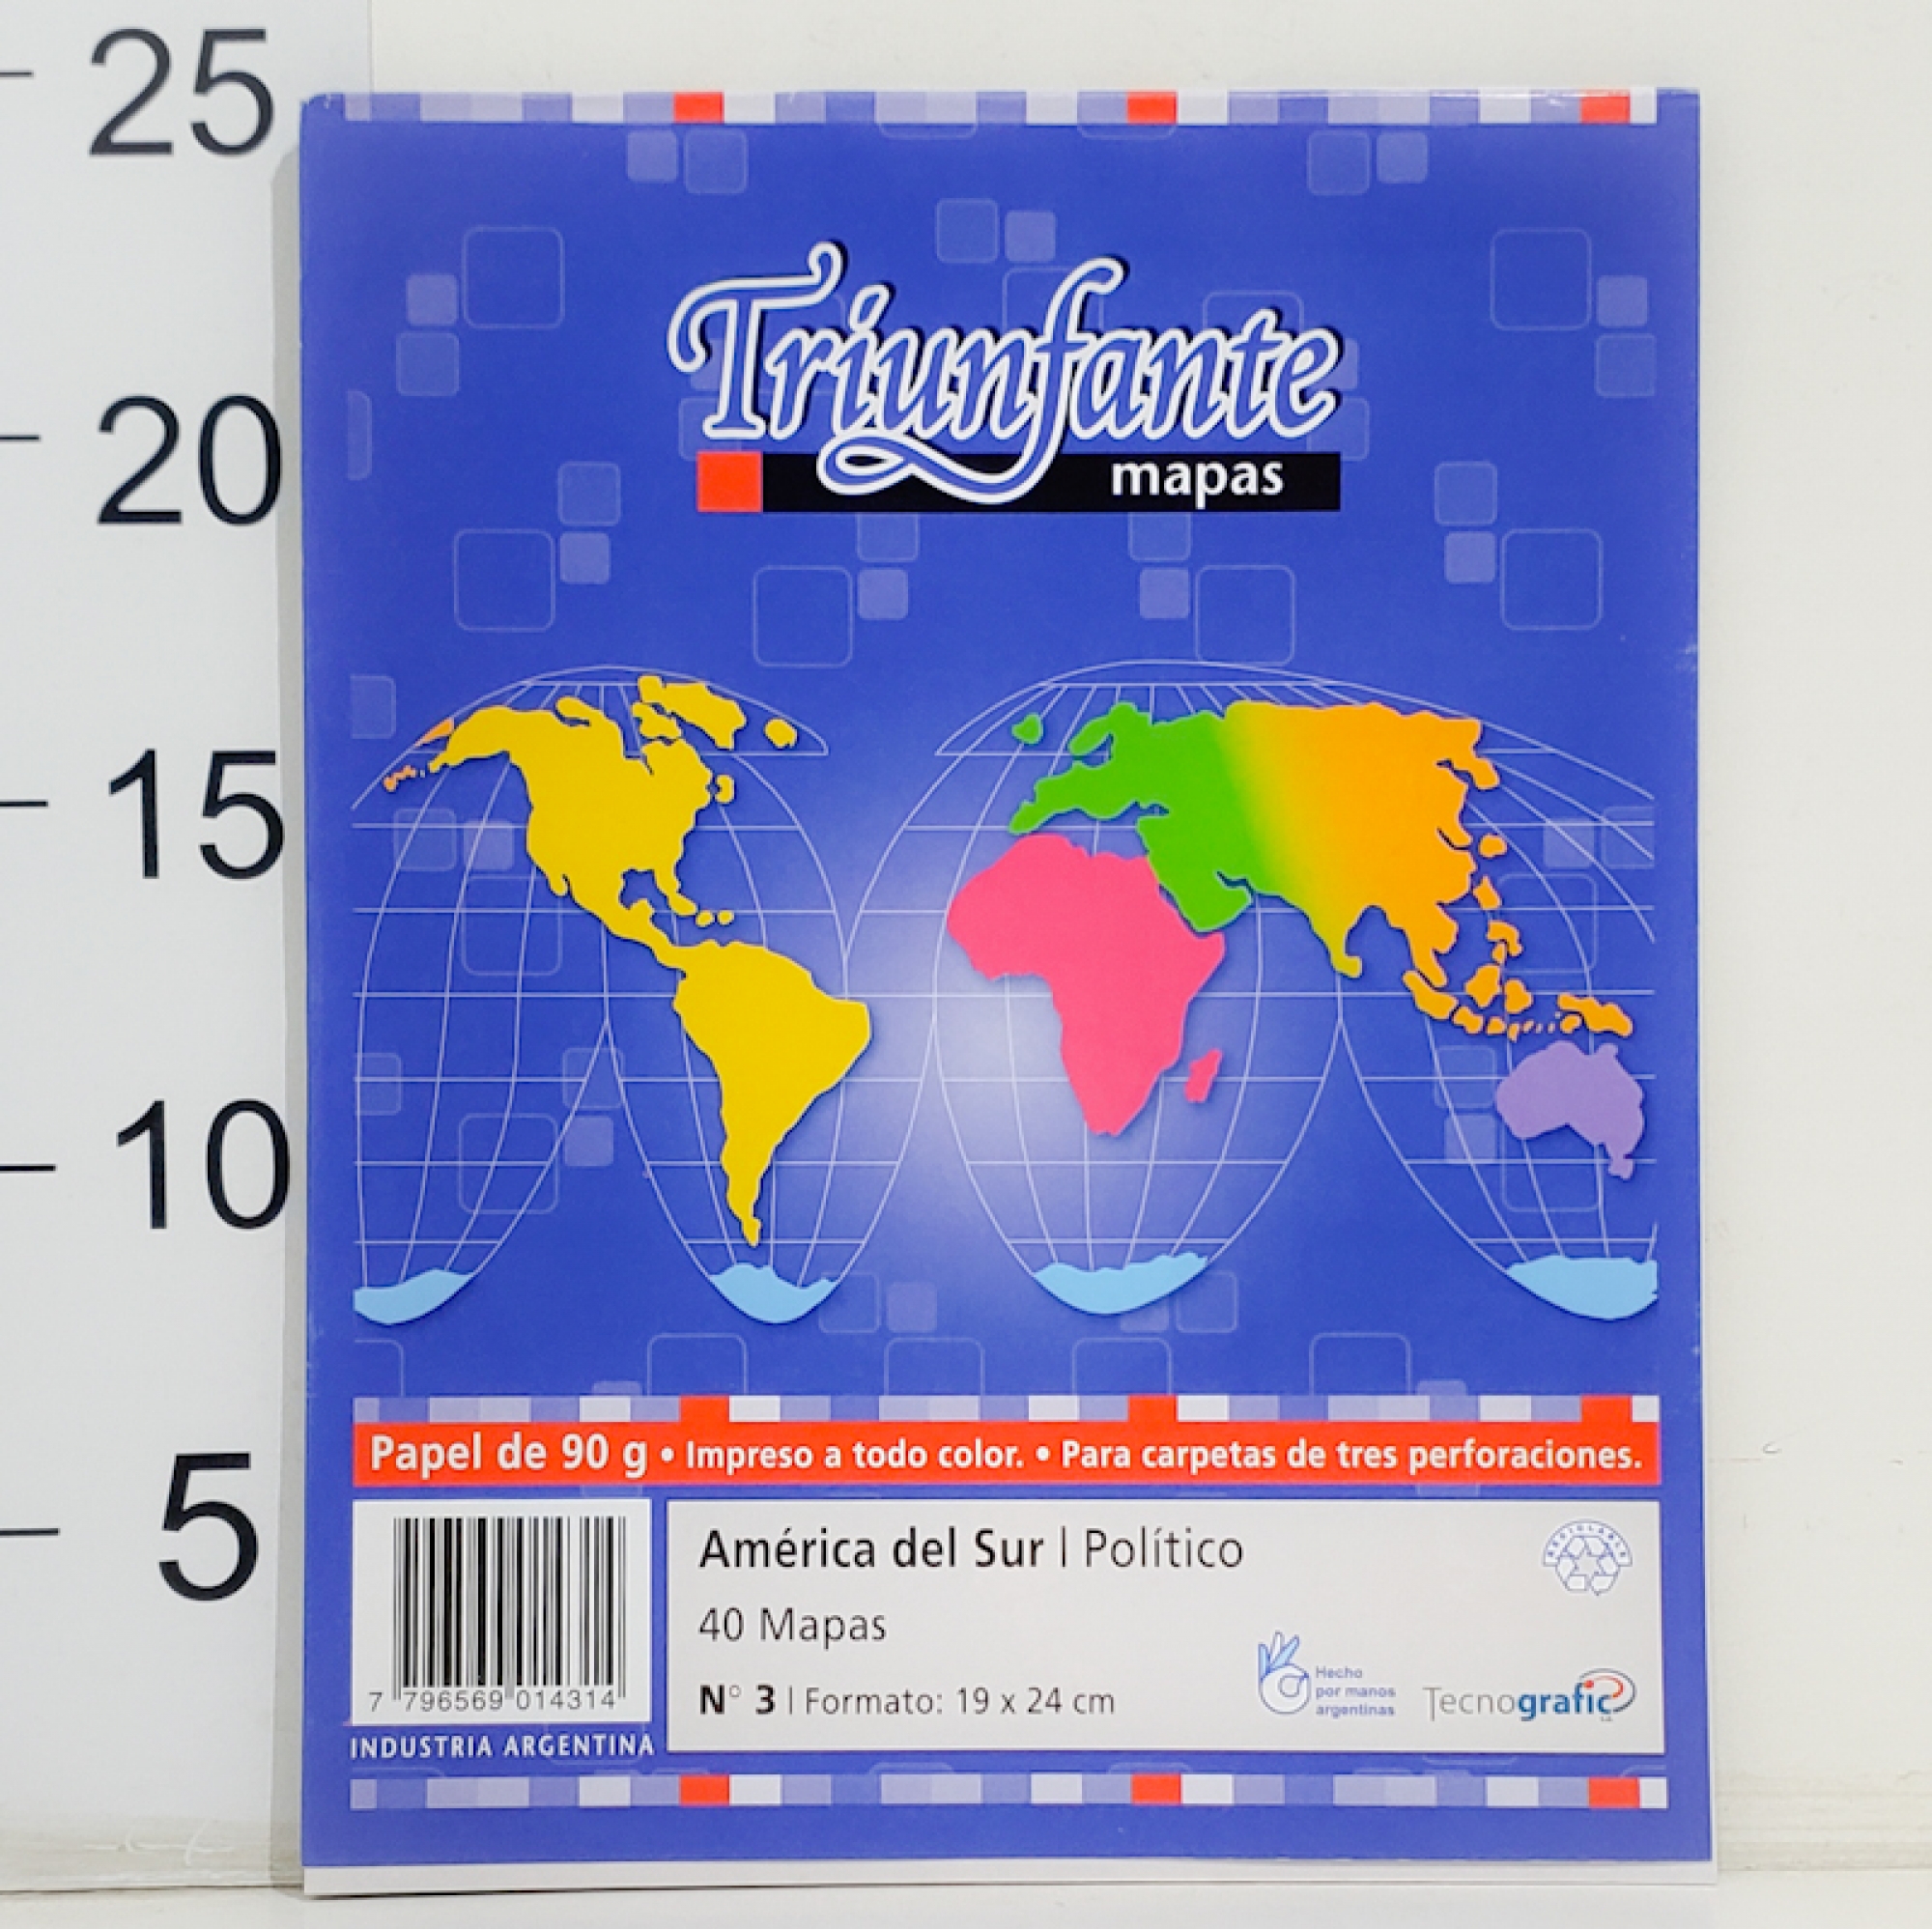 25
20
15
10
5
Triunfante
mapas
Papel de 90 g • Impreso a todo color. • Para carpetas de tres perforaciones.
7 796569 014314
INDUSTRIA ARGENTINA
América del Sur | Político
40 Mapas
N° 3 | Formato: 19 x 24 cm
RECICLABLE
Hecho
por manos
argentinas
Tecnografic